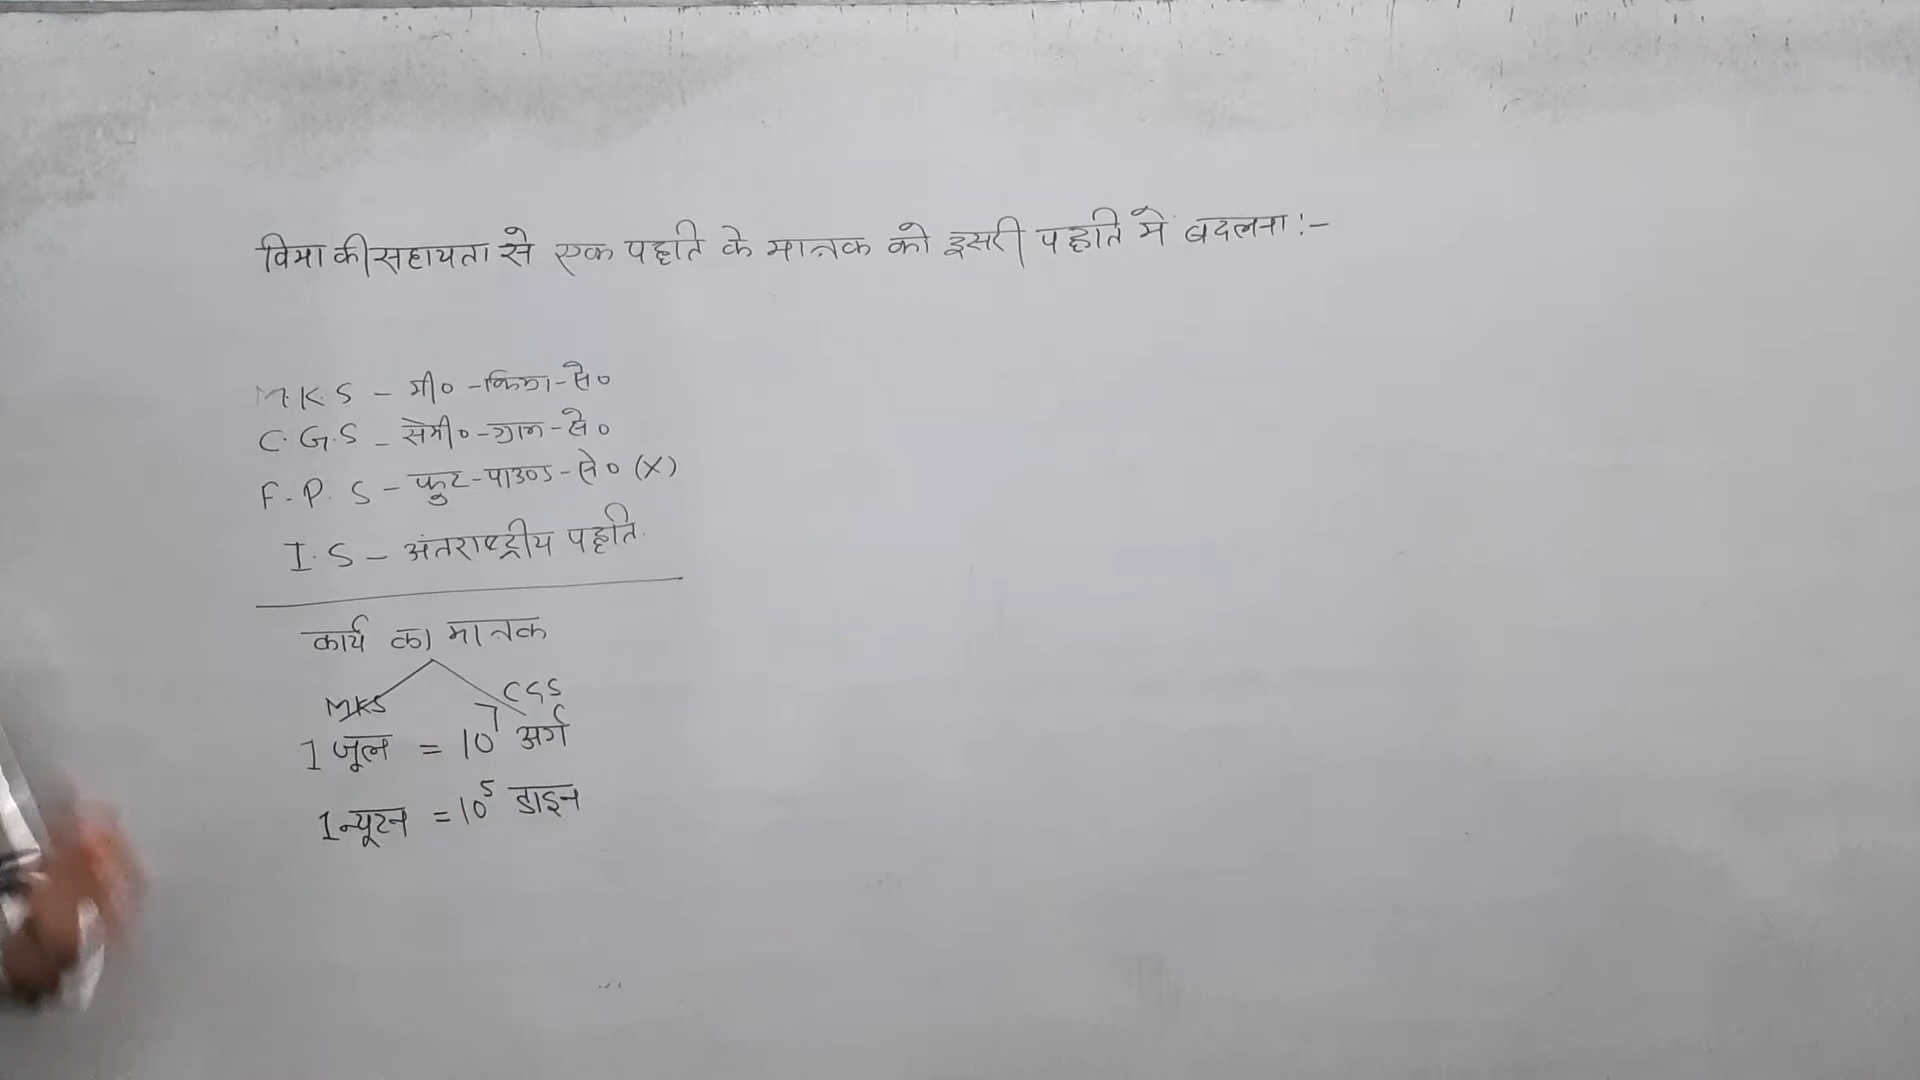 विमा की सहायता से एक पद्धति के मात्रक को दूसरी पद्धति में बदलना :-
M.K.S - मी० - किग्रा - से०
C.G.S - सेमी० - ग्राम - से०
F.P.S - फुट - पाउण्ड - से० (X)
I.S - अंतराष्ट्रीय पद्धति.
कार्य का मात्रक
MKS CGS
1 जूल = 10⁷ अर्ग
1 न्यूटन = 10⁵ डाइन